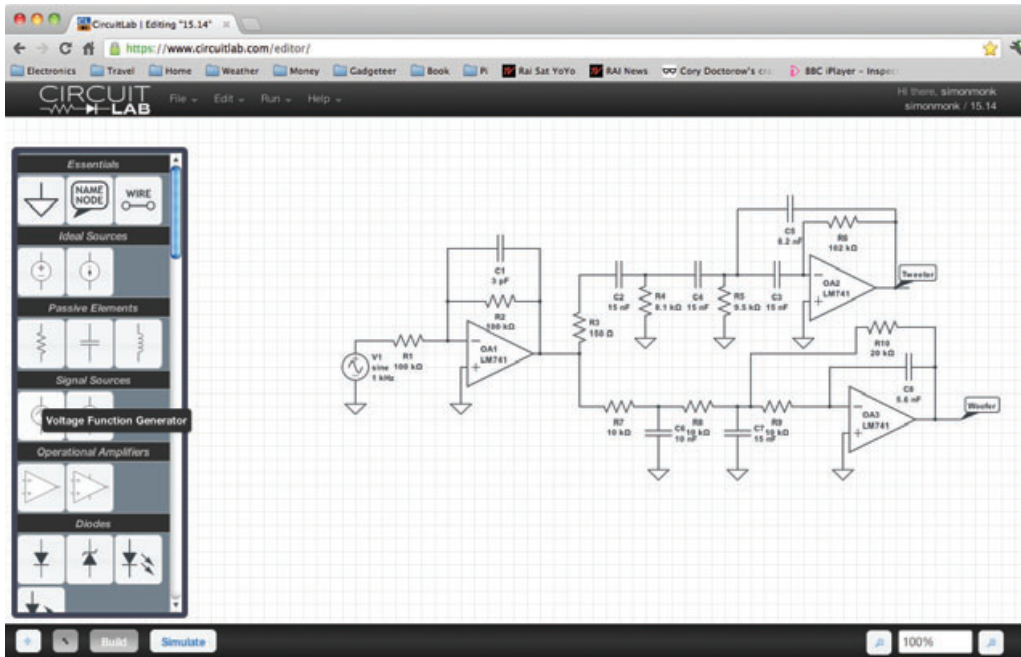 CircuitLab | Editing "15.14"
https://www.circuitlab.com/editor/
Electronics Travel Home Weather Money Gadgeteer Book Pi Rai Sat YoYo RAI News Cory Doctorow's cra BBC iPlayer - Inspec
CIRCUIT
LAB
File Edit Run Help
Hi there, simonmonk
simonmonk / 15.14
Essentials
NAME
NODE
WIRE
Ideal Sources
Passive Elements
Signal Sources
Voltage Function Generator
Operational Amplifiers
Diodes
V1
sine
1 kHz
R1
100 kΩ
C1
3 pF
R2
100 kΩ
OA1
LM741
R3
150 Ω
C2
15 nF
R4
8.1 kΩ
C4
15 nF
R5
9.5 kΩ
C3
15 nF
C5
8.2 nF
R6
102 kΩ
OA2
LM741
Tweeter
R7
10 kΩ
C6
10 nF
R8
10 kΩ
C7
15 nF
R9
10 kΩ
R10
20 kΩ
C8
5.6 nF
OA3
LM741
Woofer
Build
Simulate
100%